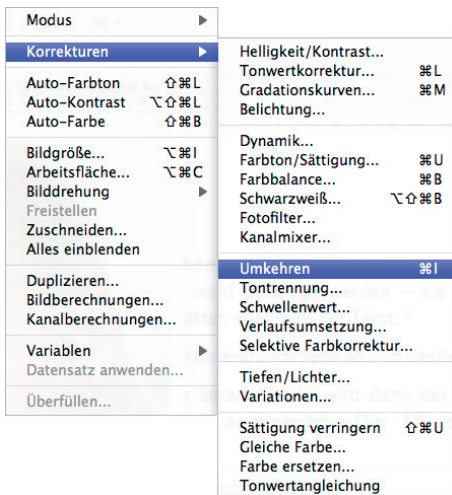 Modus ▶
Korrekturen ▶
Auto-Farbton ⇧⌘L
Auto-Kontrast ⌥⇧⌘L
Auto-Farbe ⇧⌘B
Bildgröße... ⌥⌘I
Arbeitsfläche... ⌥⌘C
Bilddrehung ▶
Freistellen
Zuschneiden...
Alles einblenden
Duplizieren...
Bildberechnungen...
Kanalberechnungen...
Variablen ▶
Datensatz anwenden...
Überfüllen...
Helligkeit/Kontrast...
Tonwertkorrektur... ⌘L
Gradationskurven... ⌘M
Belichtung...
Dynamik...
Farbton/Sättigung... ⌘U
Farbbalance... ⌘B
Schwarzweiß... ⌥⇧⌘B
Fotofilter...
Kanalmixer...
Umkehren ⌘I
Tontrennung...
Schwellenwert...
Verlaufsumsetzung...
Selektive Farbkorrektur...
Tiefen/Lichter...
Variationen...
Sättigung verringern ⇧⌘U
Gleiche Farbe...
Farbe ersetzen...
Tonwertangleichung